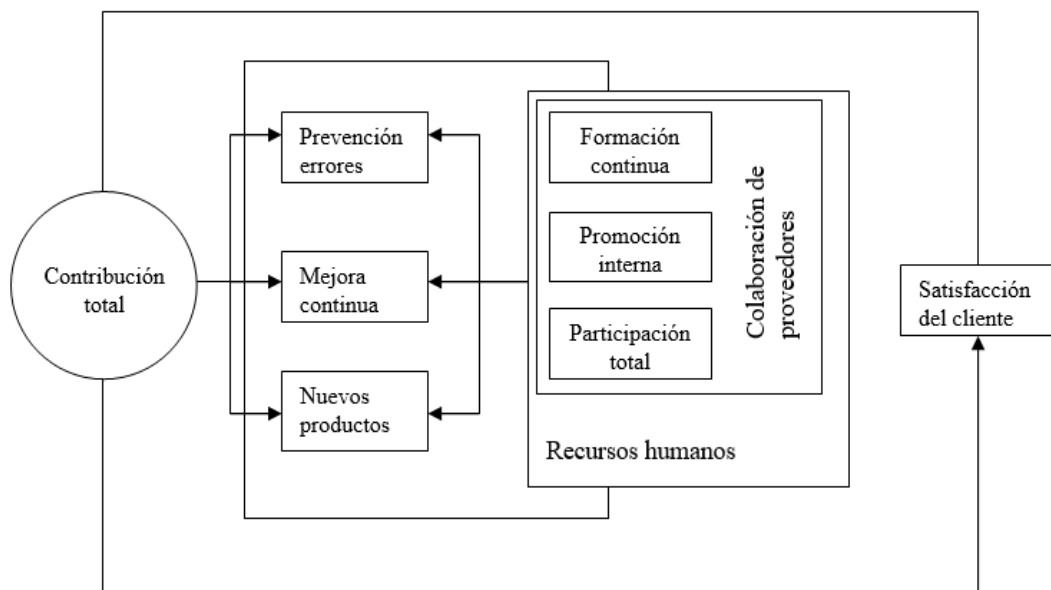 Prevención
errores
Formación
continua
Contribución
total
Mejora
continua
Promoción
interna
Colaboración de
proveedores
Satisfacción
del cliente
Participación
total
Nuevos
productos
Recursos humanos